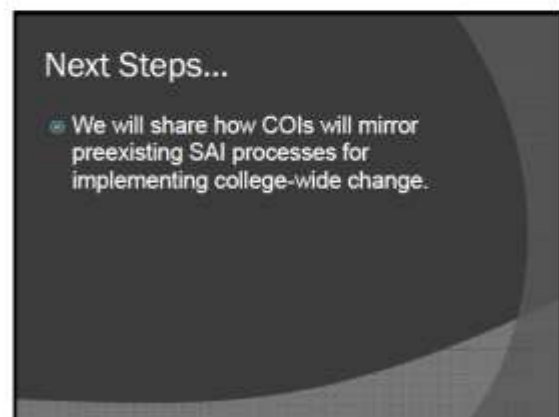 Next Steps...
We will share how COIs will mirror
preexisting SAI processes for
implementing college-wide change.